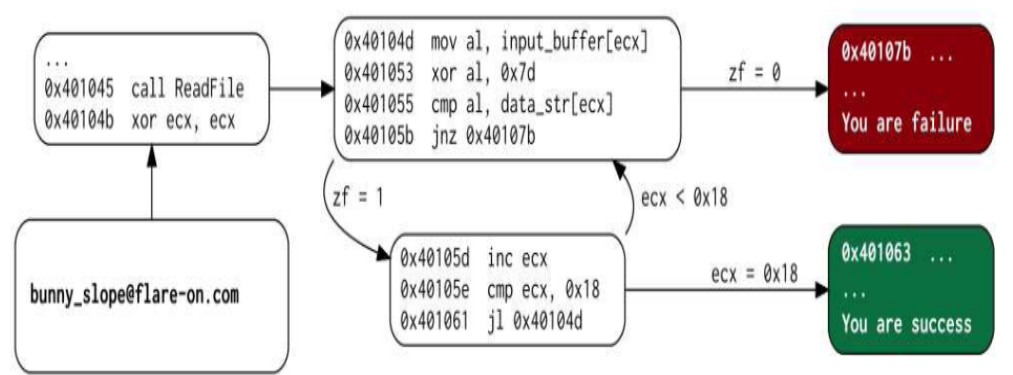 ...
0x401045 call ReadFile
0x40104b xor ecx, ecx
0x40104d mov al, input_buffer[ecx]
0x401053 xor al, 0x7d
0x401055 cmp al, data_str[ecx]
0x40105b jnz 0x40107b
zf = 0
0x40107b ...
...
You are failure
zf = 1
ecx < 0x18
bunny_slope@flare-on.com
0x40105d inc ecx
0x40105e cmp ecx, 0x18
0x401061 jl 0x40104d
ecx = 0x18
0x401063 ...
...
You are success